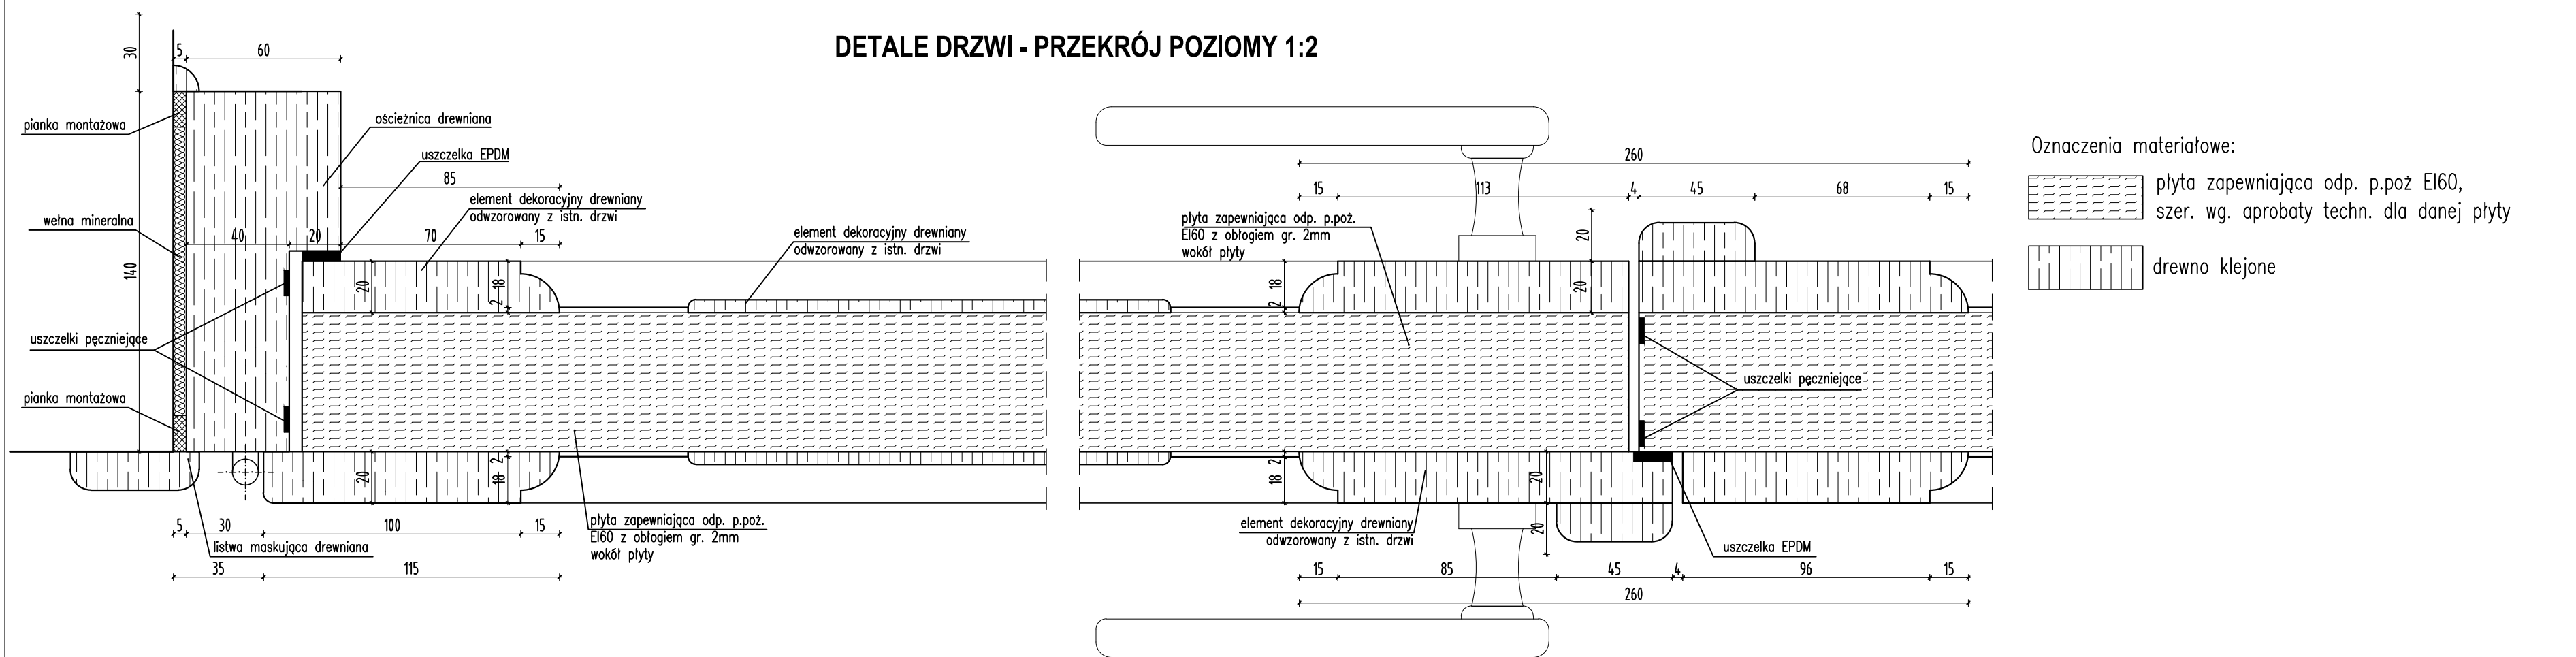 DETALE DRZWI - PRZEKRÓJ POZIOMY 1:2
30
5
60
pianka montażowa
ościeżnica drewniana
uszczelka EPDM
85
element dekoracyjny drewniany
odwzorowany z istn. drzwi
wełna mineralna
140
40
20
70
15
element dekoracyjny drewniany
odwzorowany z istn. drzwi
20
18
2
uszczelki pęczniejące
pianka montażowa
20
2
18
5
30
100
15
płyta zapewniająca odp. p.poż.
EI60 z obłogiem gr. 2mm
wokół płyty
listwa maskująca drewniana
35
115
260
15
113
4
45
68
15
płyta zapewniająca odp. p.poż.
EI60 z obłogiem gr. 2mm
wokół płyty
20
18
2
20
uszczelki pęczniejące
2
18
20
20
element dekoracyjny drewniany
odwzorowany z istn. drzwi
uszczelka EPDM
15
85
45
4
96
15
260
Oznaczenia materiałowe:
płyta zapewniająca odp. p.poż EI60,
szer. wg. aprobaty techn. dla danej płyty
drewno klejone